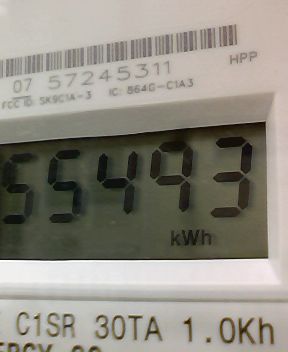 07 57245311
HPP
FCC ID: SK9C1A-3 IC: 864G-C1A3
55493
kWh
C1SR 30TA 1.0Kh